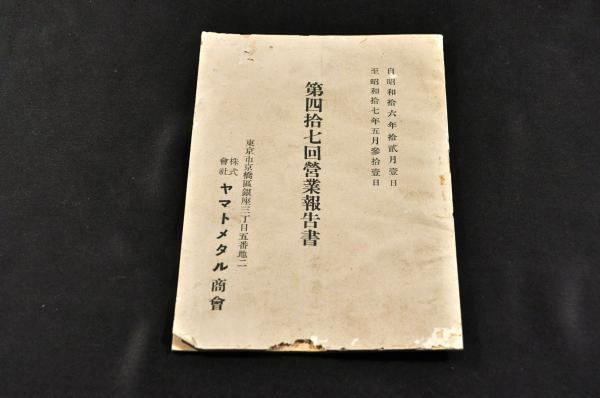 自昭和拾六年拾貳月壹日
至昭和拾七年五月參拾壹日
第四拾七回營業報告書
東京市京橋區銀座三丁目五番地二
株式會社 ヤマトメタル商會